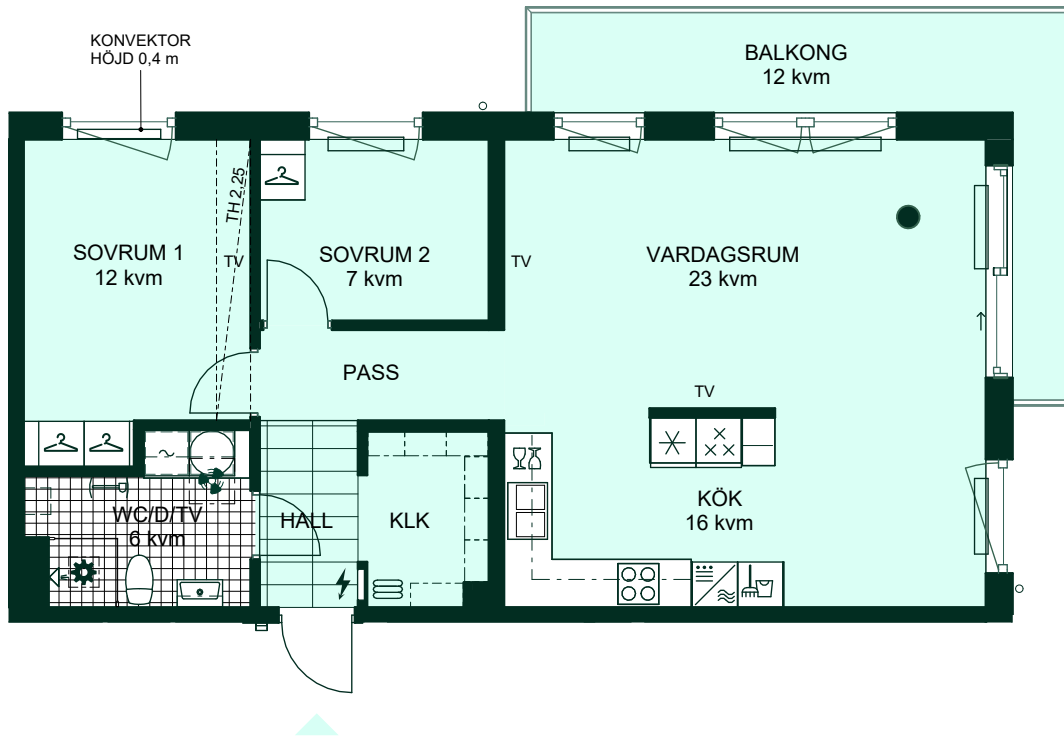 KONVEKTOR
HÖJD 0,4 m
BALKONG
12 kvm
TH 2,25
SOVRUM 1
12 kvm
TV
SOVRUM 2
7 kvm
TV
VARDAGSRUM
23 kvm
PASS
TV
WC/D/TV
6 kvm
HALL
KLK
KÖK
16 kvm